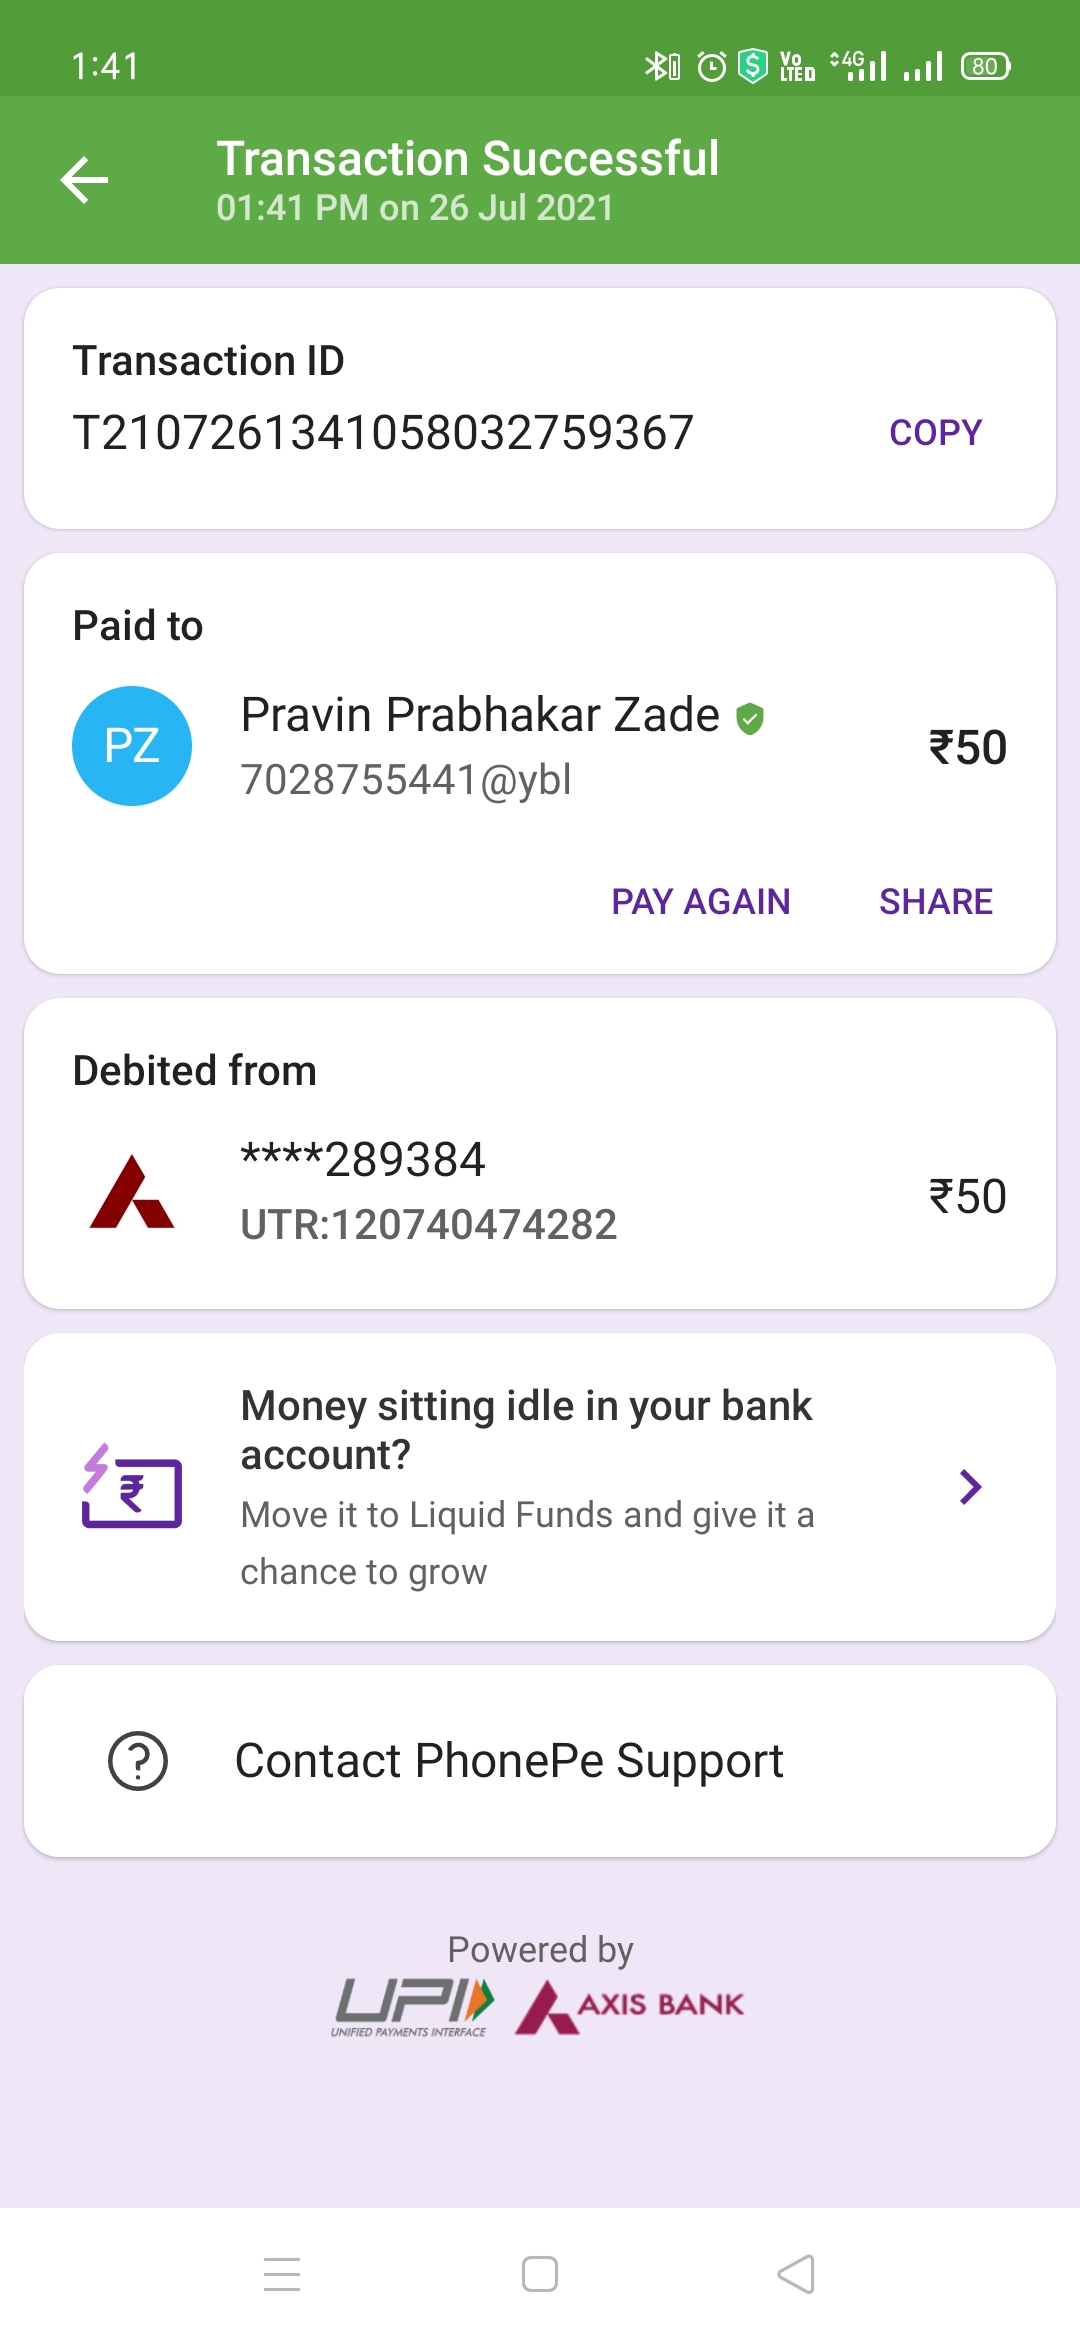 1:41
Vo LTED
4G
80
Transaction Successful
01:41 PM on 26 Jul 2021
Transaction ID
T2107261341058032759367
COPY
Paid to
PZ
Pravin Prabhakar Zade
7028755441@ybl
₹50
PAY AGAIN
SHARE
Debited from
****289384
UTR:120740474282
₹50
Money sitting idle in your bank
account?
₹
Move it to Liquid Funds and give it a
chance to grow
Contact PhonePe Support
Powered by
UPI
UNIFIED PAYMENTS INTERFACE
AXIS BANK